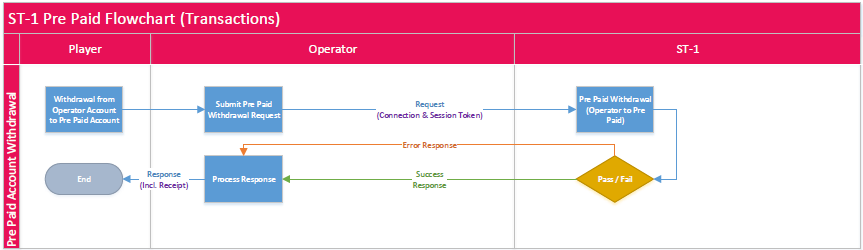 ST-1 Pre Paid Flowchart (Transactions)
Player
Operator
ST-1
Pre Paid Account Withdrawal
Withdrawal from
Operator Account
to Pre Paid Account
Submit Pre Paid
Withdrawal Request
Request
(Connection & Session Token)
Pre Paid Withdrawal
(Operator to Pre
Paid)
Error Response
End
Response
(Incl. Receipt)
Process Response
Success
Response
Pass / Fail